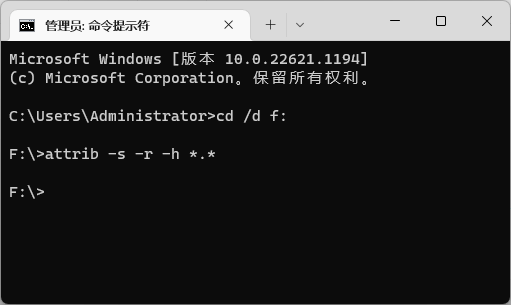 管理员: 命令提示符
Microsoft Windows [版本 10.0.22621.1194]
(c) Microsoft Corporation。保留所有权利。
C:\Users\Administrator>cd /d f:
F:\>attrib -s -r -h *.*
F:\>